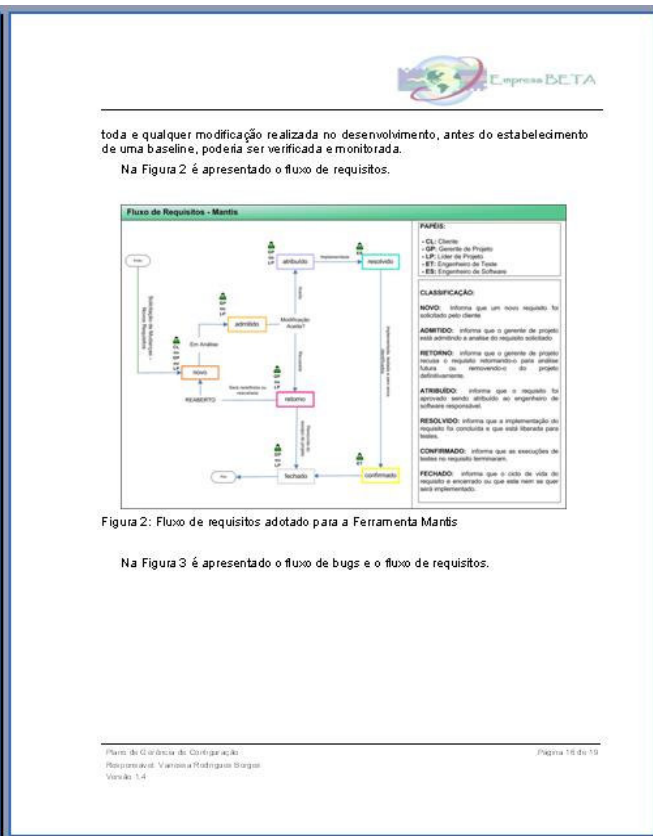 Empresa BETA
toda e qualquer modificação realizada no desenvolvimento, antes do estabelecimento
de uma baseline, poderia ser verificada e monitorada.
Na Figura 2 é apresentado o fluxo de requisitos.
Fluxo de Requisitos - Mantis
atribuído
resolvido
admitido
Modificação
Aceita?
Em Análise
novo
REABERTO
retorno
fechado
confirmado
PAPÉIS:
- CL: Cliente
- GP: Gerente de Projeto
- LP: Líder de Projeto
- ET: Engenheiro de Teste
- ES: Engenheiro de Software
CLASSIFICAÇÃO:
NOVO: Informa que um novo requisito foi
solicitado pelo cliente
ADMITIDO: informa que o gerente de projeto
está admitindo a analise do requisito solicitado
RETORNO: informa que o gerente de projeto
recusa o requisito retornando-o para análise
futura ou removendo-o do projeto
definitivamente.
ATRIBUÍDO: informa que o requisito foi
aprovado sendo atribuído ao engenheiro de
software responsável.
RESOLVIDO: informa que a implementação do
requisito foi concluída e que está liberada para
testes.
CONFIRMADO: informa que as execuções de
testes no requisito terminaram.
FECHADO: informa que o ciclo de vida do
requisito é encerrado ou que este nem se quer
será implementado.
Figura 2: Fluxo de requisitos adotado para a Ferramenta Mantis
Na Figura 3 é apresentado o fluxo de bugs e o fluxo de requisitos.
Plano de Gerência de Configuração
Página 16 de 19
Responsável: Vanessa Rodrigues Borges
Versão 1.4